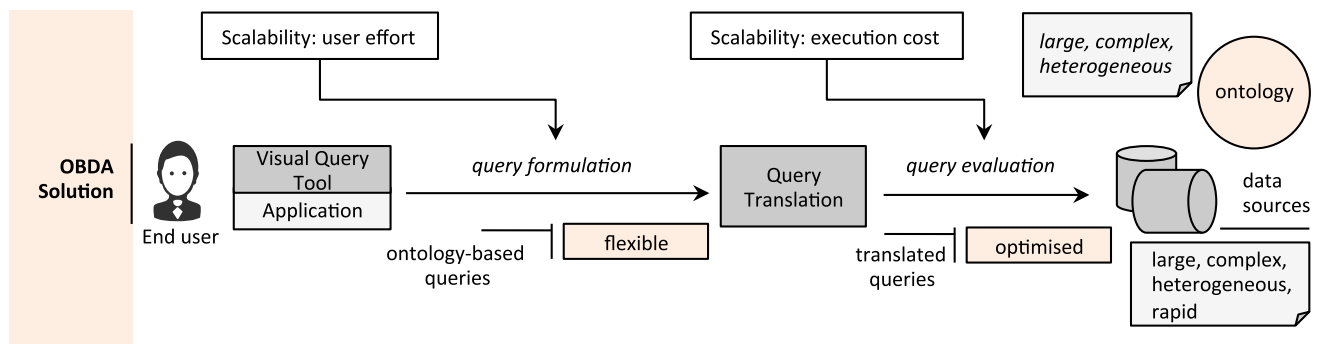 Scalability: user effort
Scalability: execution cost
large, complex,
heterogeneous
ontology
OBDA
Solution
End user
Visual Query
Tool
Application
query formulation
ontology-based
queries
flexible
Query
Translation
query evaluation
translated
queries
optimised
data
sources
large, complex,
heterogeneous,
rapid